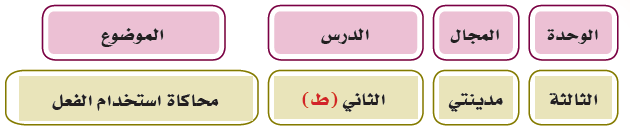 الوحدة المجال الدرس الموضوع
الثالثة مدينتي الثاني (ط) محاكاة استخدام الفعل